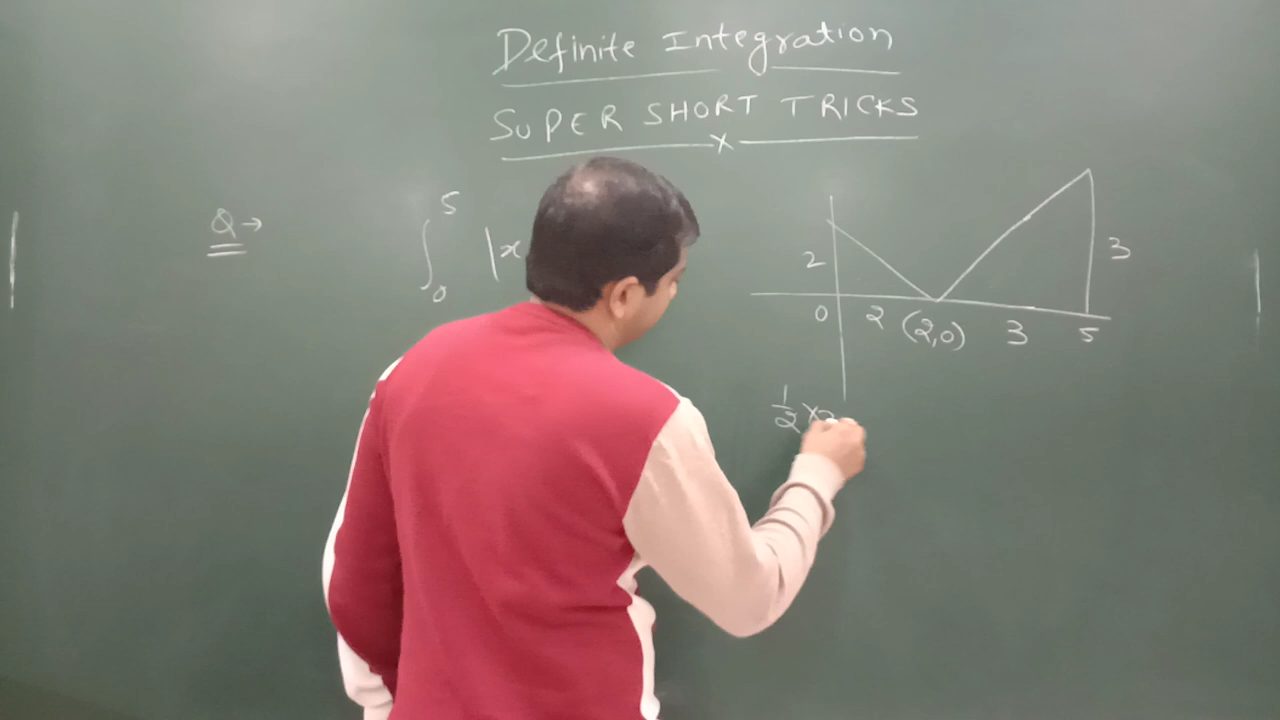 Definite Integration
SUPER SHORT TRICKS
x
Q→
∫₀⁵ |x
2
3
0
2
(2,0)
3
5
1/2 ×2